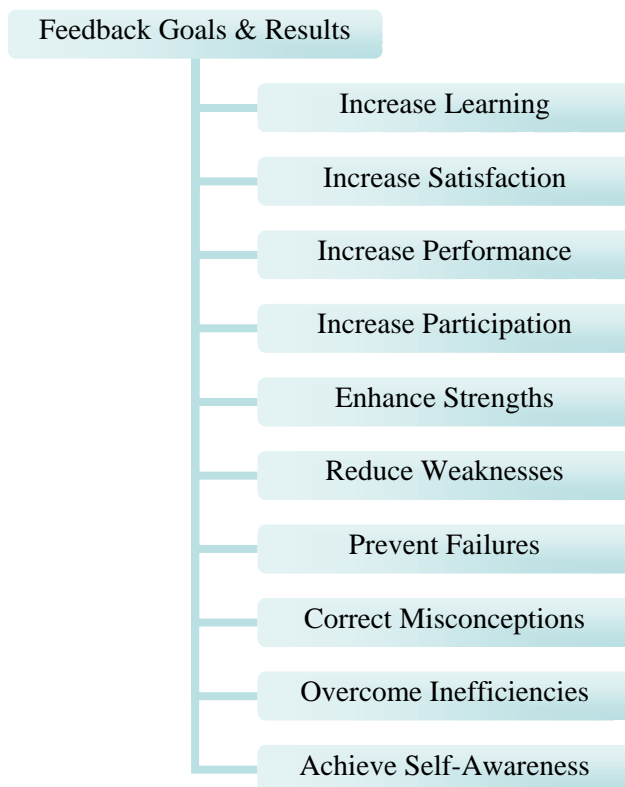 Feedback Goals & Results
Increase Learning
Increase Satisfaction
Increase Performance
Increase Participation
Enhance Strengths
Reduce Weaknesses
Prevent Failures
Correct Misconceptions
Overcome Inefficiencies
Achieve Self-Awareness